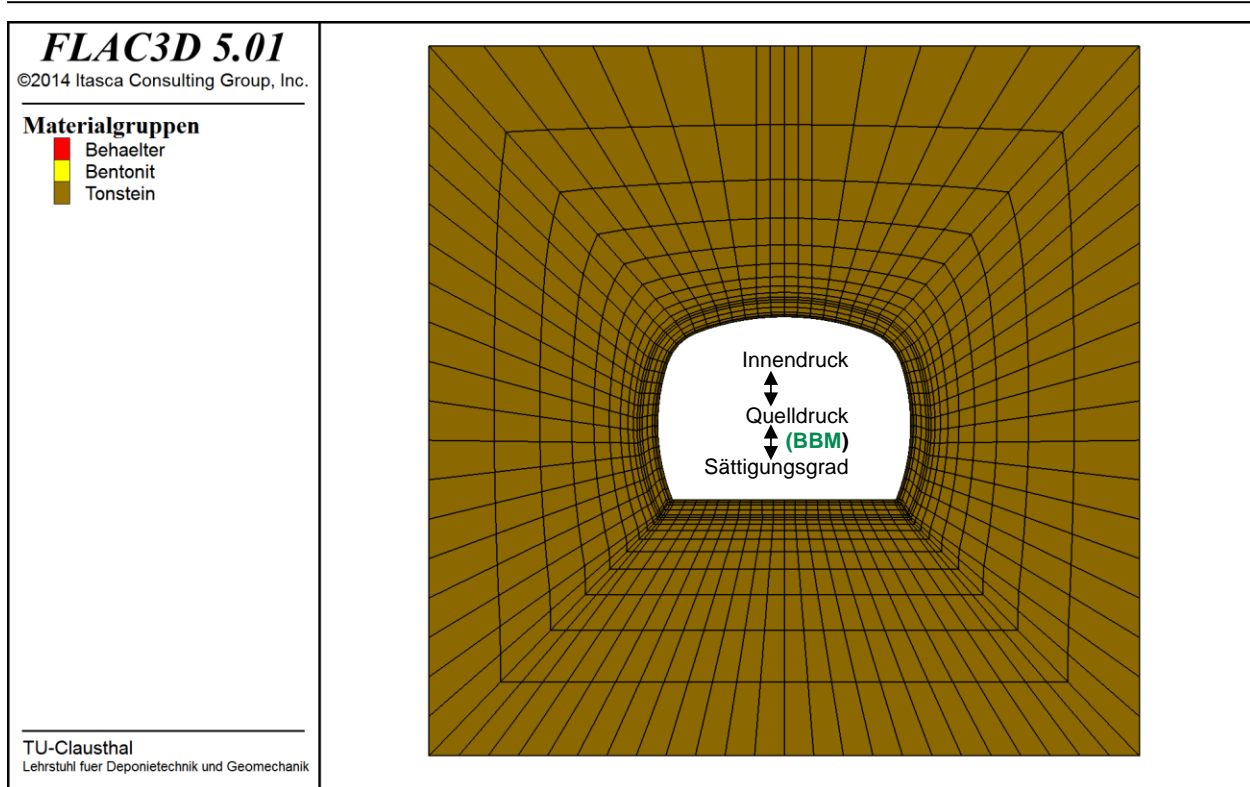 FLAC3D 5.01
©2014 Itasca Consulting Group, Inc.
Materialgruppen
Behaelter
Bentonit
Tonstein
TU-Clausthal
Lehrstuhl fuer Deponietechnik und Geomechanik
Innendruck
Quelldruck
(BBM)
Sättigungsgrad